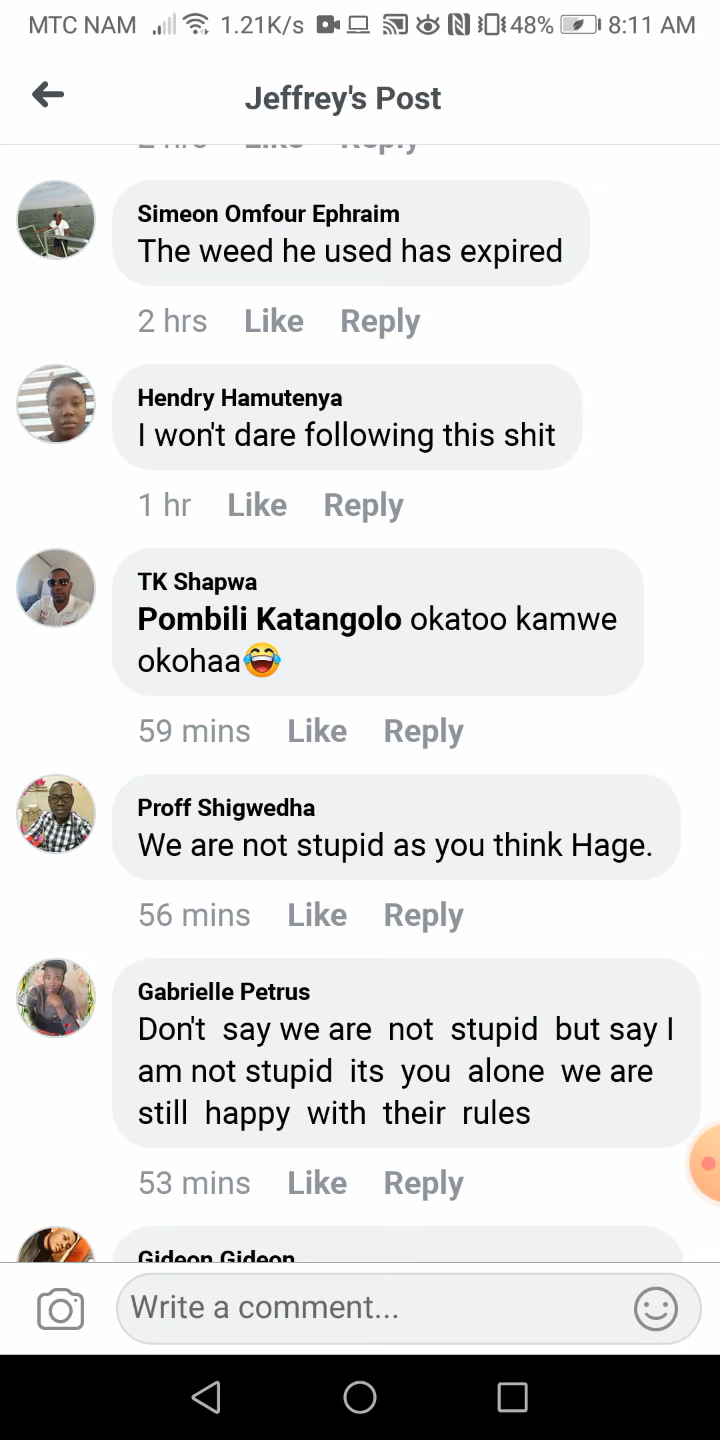 MTC NAM 1.21K/s 48% 8:11 AM
Jeffrey's Post
2 hrs Like Reply
Simeon Omfour Ephraim
The weed he used has expired
2 hrs Like Reply
Hendry Hamutenya
I won't dare following this shit
1 hr Like Reply
TK Shapwa
Pombili Katangolo okatoo kamwe
okohaa😂
59 mins Like Reply
Proff Shigwedha
We are not stupid as you think Hage.
56 mins Like Reply
Gabrielle Petrus
Don't say we are not stupid but say I
am not stupid its you alone we are
still happy with their rules
53 mins Like Reply
Gideon Gideon
Write a comment...